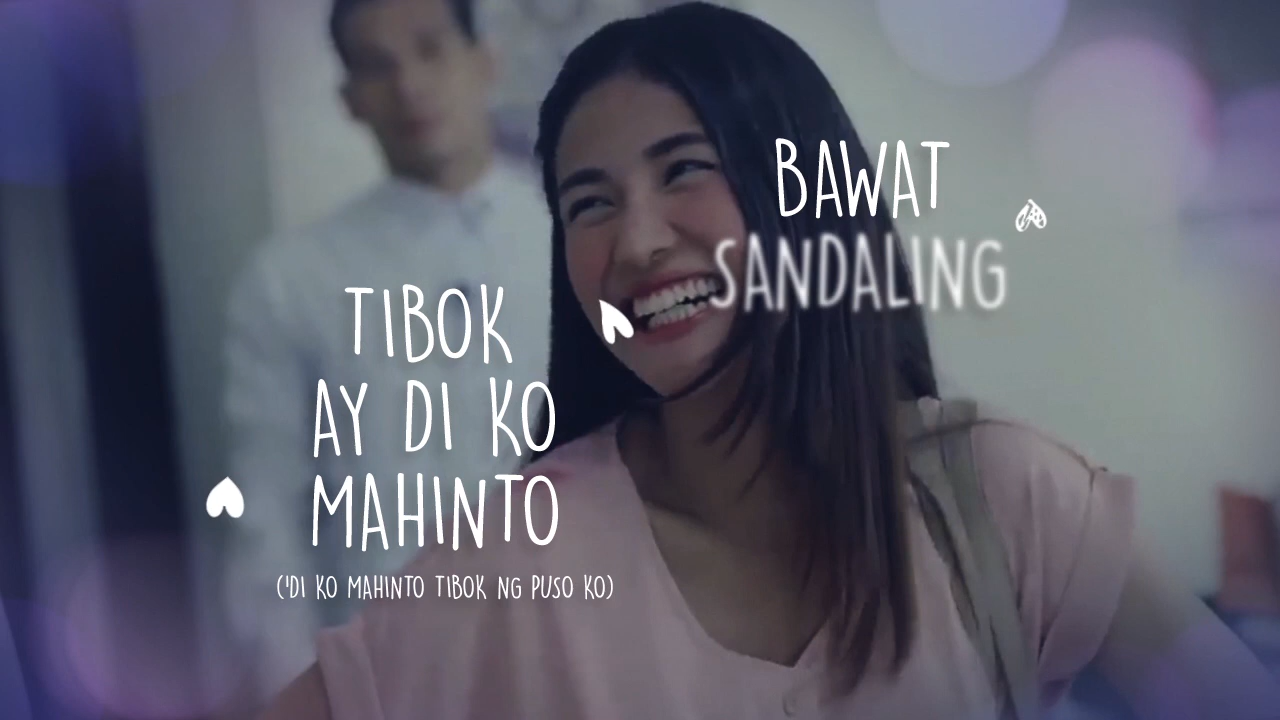 TIBOK
AY DI KO
MAHINTO
('DI KO MAHINTO TIBOK NG PUSO KO)
BAWAT
SANDALING